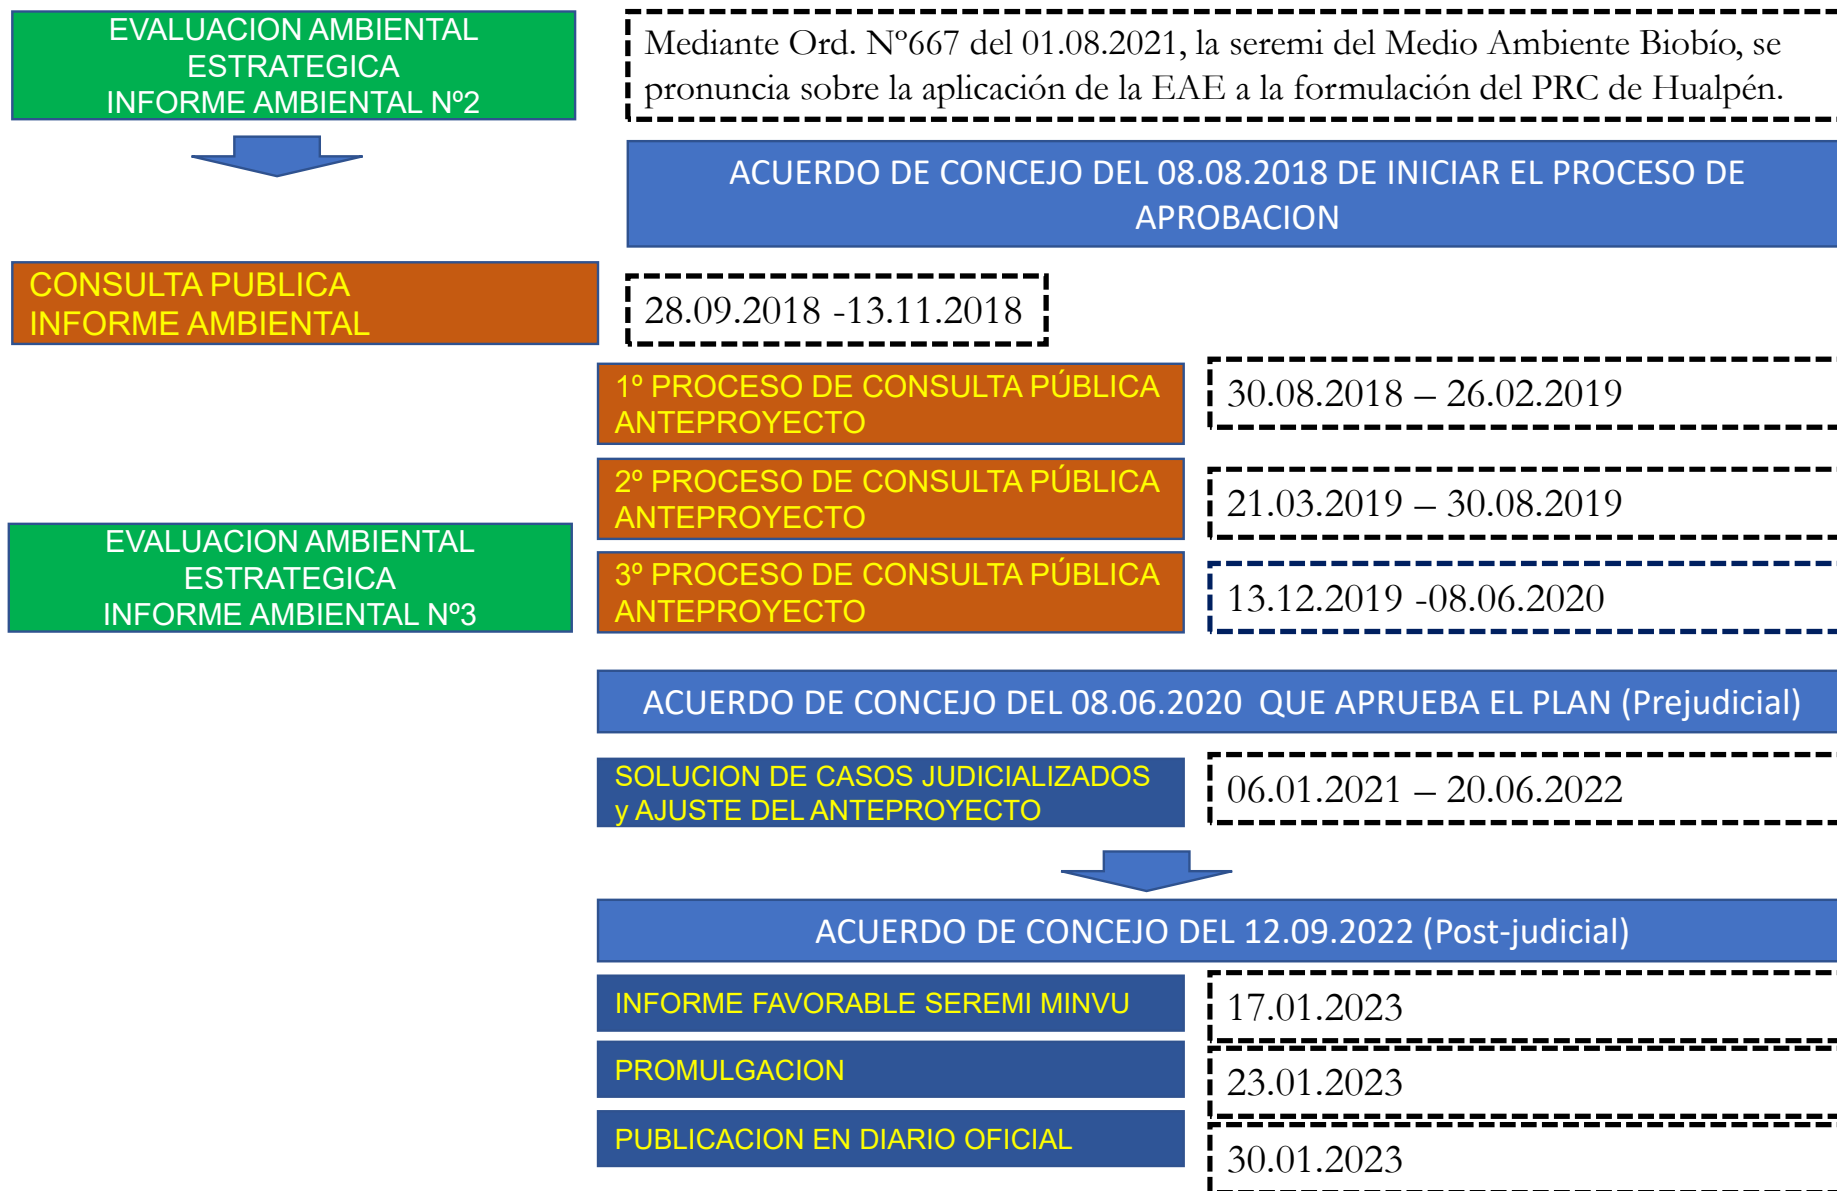 EVALUACION AMBIENTAL
ESTRATEGICA
INFORME AMBIENTAL Nº2
Mediante Ord. Nº667 del 01.08.2021, la seremi del Medio Ambiente Biobío, se
pronuncia sobre la aplicación de la EAE a la formulación del PRC de Hualpén.
ACUERDO DE CONCEJO DEL 08.08.2018 DE INICIAR EL PROCESO DE
APROBACION
CONSULTA PUBLICA
INFORME AMBIENTAL
28.09.2018 -13.11.2018
1º PROCESO DE CONSULTA PÚBLICA
ANTEPROYECTO
30.08.2018 – 26.02.2019
2º PROCESO DE CONSULTA PÚBLICA
ANTEPROYECTO
21.03.2019 – 30.08.2019
EVALUACION AMBIENTAL
ESTRATEGICA
INFORME AMBIENTAL Nº3
3º PROCESO DE CONSULTA PÚBLICA
ANTEPROYECTO
13.12.2019 -08.06.2020
ACUERDO DE CONCEJO DEL 08.06.2020 QUE APRUEBA EL PLAN (Prejudicial)
SOLUCION DE CASOS JUDICIALIZADOS
y AJUSTE DEL ANTEPROYECTO
06.01.2021 – 20.06.2022
ACUERDO DE CONCEJO DEL 12.09.2022 (Post-judicial)
INFORME FAVORABLE SEREMI MINVU
17.01.2023
PROMULGACION
23.01.2023
PUBLICACION EN DIARIO OFICIAL
30.01.2023